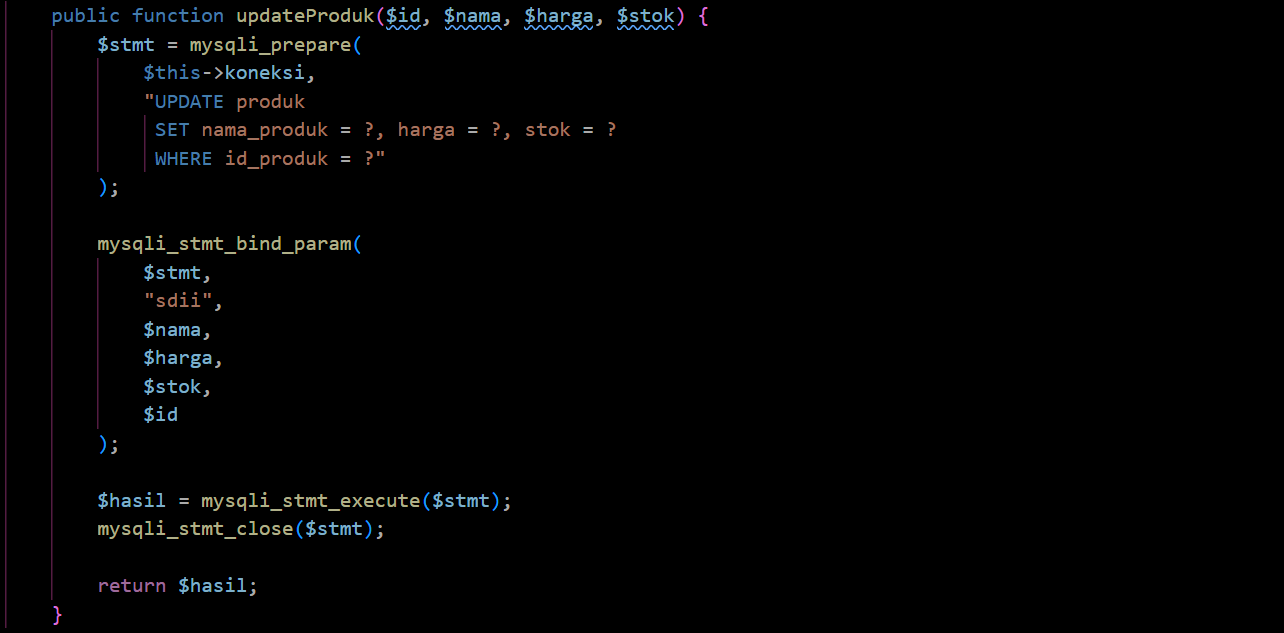 public function updateProduk($id, $nama, $harga, $stok) {
$stmt = mysqli_prepare(
$this->koneksi,
"UPDATE produk
SET nama_produk = ?, harga = ?, stok = ?
WHERE id_produk = ?"
);
mysqli_stmt_bind_param(
$stmt,
"sdii",
$nama,
$harga,
$stok,
$id
);
$hasil = mysqli_stmt_execute($stmt);
mysqli_stmt_close($stmt);
return $hasil;
}